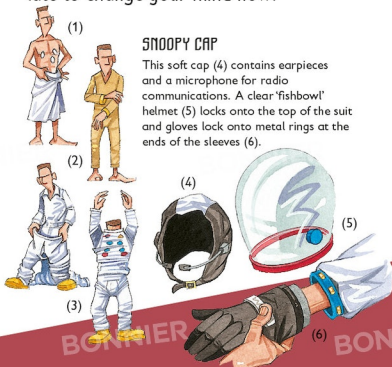 (1)
SNOOPY CAP
This soft cap (4) contains earpieces
and a microphone for radio
communications. A clear ‘fishbowl’
helmet (5) locks onto the top of the suit
and gloves lock onto metal rings at the
ends of the sleeves (6).
(2)
(4)
(5)
(3)
(6)
BONNIER
BON